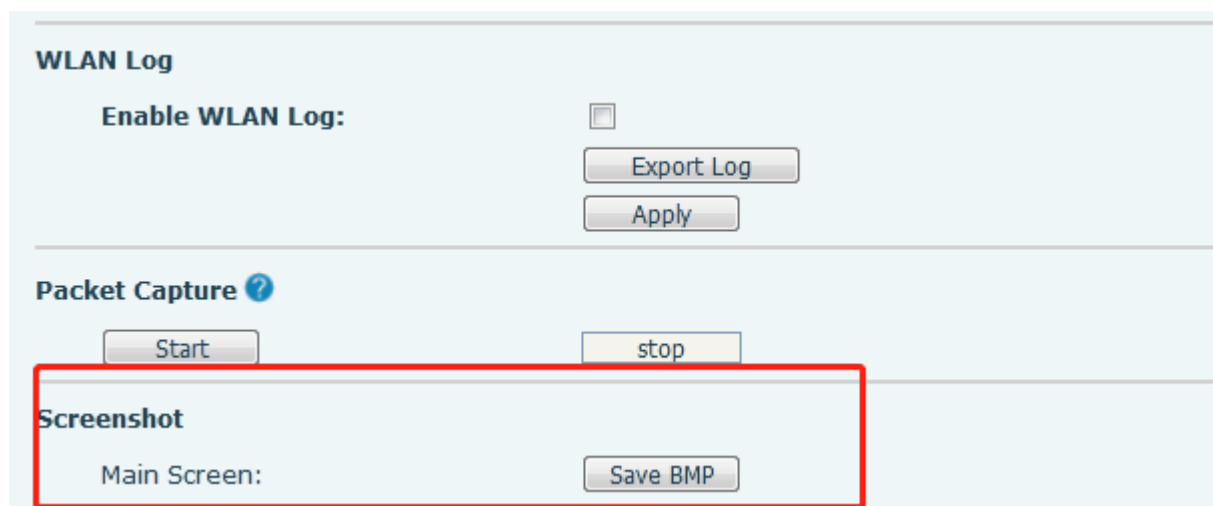 WLAN Log
Enable WLAN Log:
Export Log
Apply
Packet Capture ?
Start stop
Screenshot
Main Screen: Save BMP